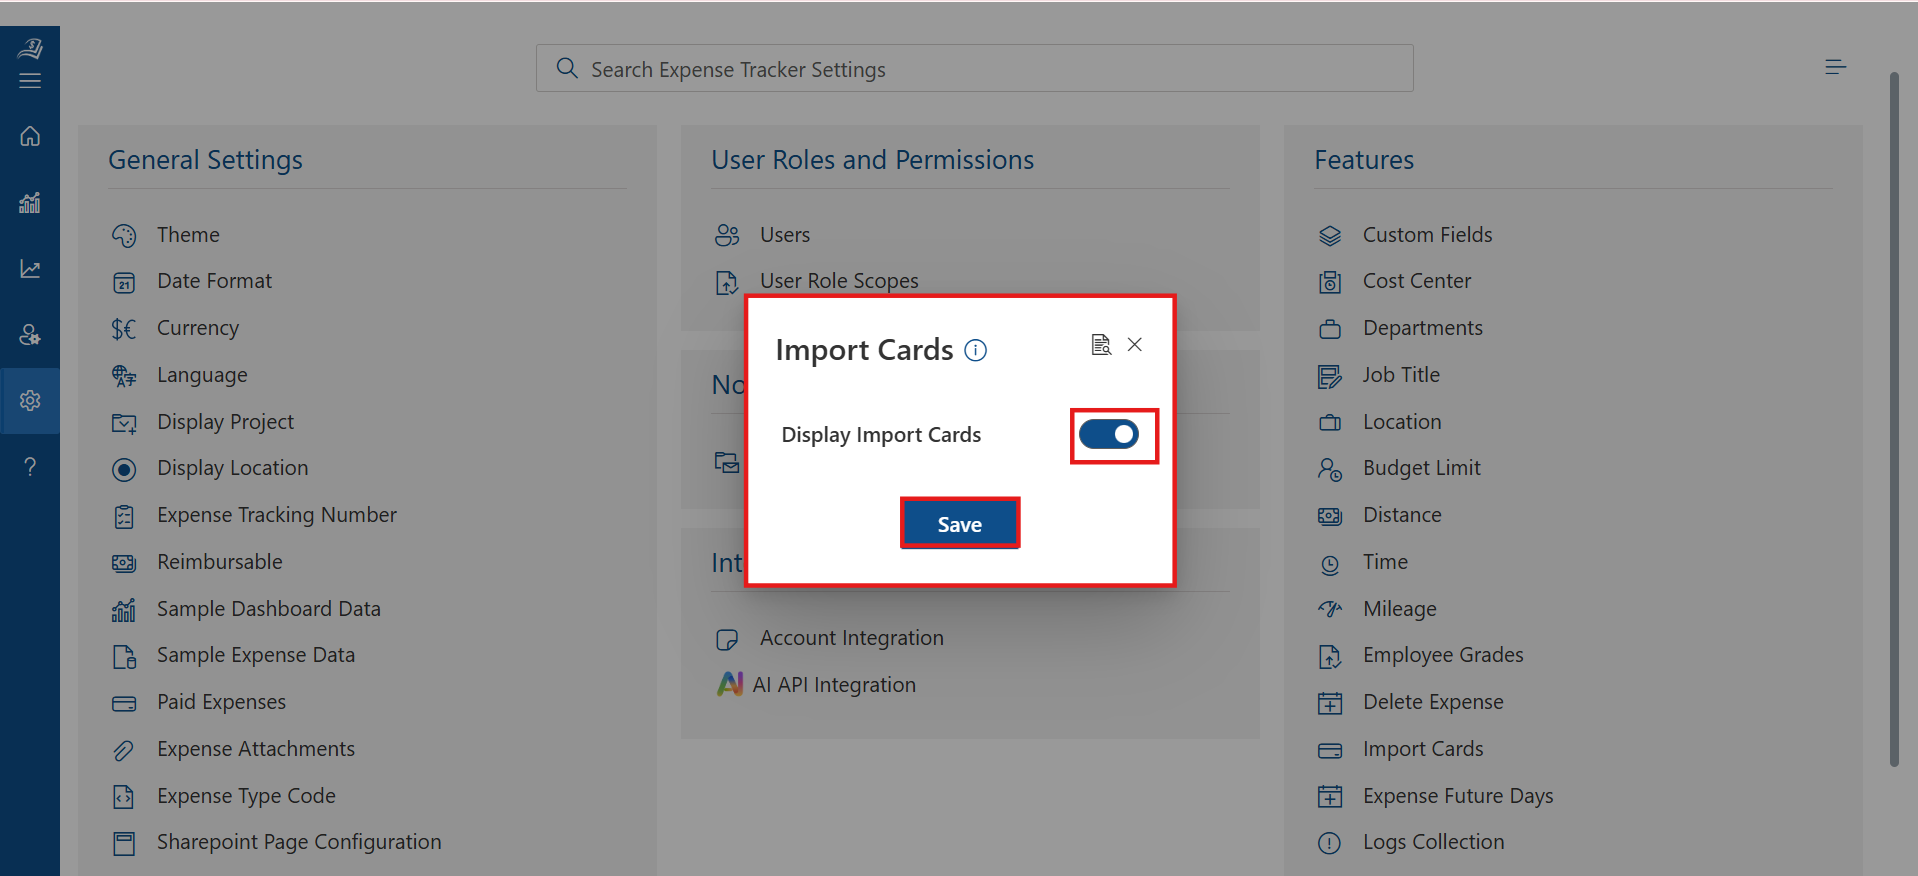 Search Expense Tracker Settings
General Settings
Theme
21
Date Format
Currency
Language
Display Project
Display Location
Expense Tracking Number
Reimbursable
Sample Dashboard Data
Sample Expense Data
Paid Expenses
Expense Attachments
Expense Type Code
Sharepoint Page Configuration
User Roles and Permissions
Users
User Role Scopes
No
Int
Account Integration
AI AI API Integration
Import Cards
Display Import Cards
Save
Features
Custom Fields
Cost Center
Departments
Job Title
Location
Budget Limit
Distance
Time
Mileage
Employee Grades
Delete Expense
Import Cards
Expense Future Days
Logs Collection